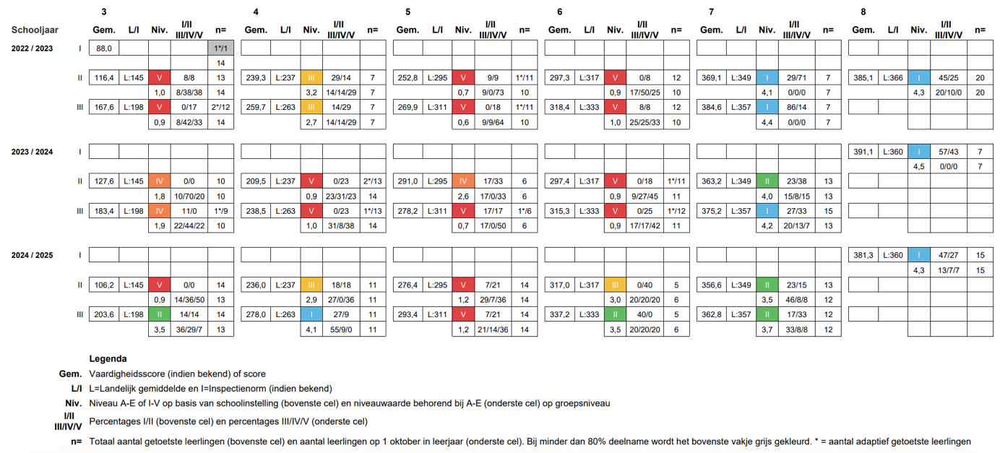 3 4 5 6 7 8
Schooljaar Gem. L/I Niv. I/II III/IV/V n= Gem. L/I Niv. I/II III/IV/V n= Gem. L/I Niv. I/II III/IV/V n= Gem. L/I Niv. I/II III/IV/V n= Gem. L/I Niv. I/II III/IV/V n= Gem. L/I Niv. I/II III/IV/V n=
2022 / 2023 I 88,0 1*/1
14
II 116,4 L:145 V 8/8 13 239,3 L:237 III 29/14 7 252,8 L:295 V 9/9 1*/11 297,3 L:317 V 0/8 12 369,1 L:349 I 29/71 7 385,1 L:366 I 45/25 20
1,0 8/38/38 14 3,2 14/14/29 7 0,7 9/0/73 10 0,9 17/50/25 10 4,1 0/0/0 7 4,3 20/10/0 20
III 167,6 L:198 V 0/17 2*/12 259,7 L:263 III 14/29 7 269,9 L:311 V 0/18 1*/11 318,4 L:333 V 8/8 12 384,6 L:357 I 86/14 7
0,9 8/42/33 14 2,7 14/14/29 7 0,6 9/9/64 10 1,0 25/25/33 10 4,4 0/0/0 7
2023 / 2024 I 391,1 L:360 I 57/43 7
4,5 0/0/0 7
II 127,6 L:145 IV 0/0 10 209,5 L:237 V 0/23 2*/13 291,0 L:295 IV 17/33 6 297,4 L:317 V 0/18 1*/11 363,2 L:349 II 23/38 13
1,8 10/70/20 10 0,9 23/31/23 14 2,6 17/0/33 6 0,9 9/27/45 11 4,0 15/8/15 13
III 183,4 L:198 IV 11/0 1*/9 238,5 L:263 V 0/23 1*/13 278,2 L:311 V 17/17 1*/6 315,3 L:333 V 0/25 1*/12 375,2 L:357 I 27/33 15
1,9 22/44/22 10 1,0 31/8/38 14 0,7 17/0/50 6 0,9 17/17/42 11 4,2 20/13/7 13
2024 / 2025 I 381,3 L:360 I 47/27 15
4,3 13/7/7 15
II 106,2 L:145 V 0/0 14 236,0 L:237 III 18/18 11 276,4 L:295 V 7/21 14 317,0 L:317 III 0/40 5 356,6 L:349 II 23/15 13
0,9 14/36/50 13 2,9 27/0/36 11 1,2 29/7/36 14 3,0 20/20/20 6 3,5 46/8/8 12
III 203,6 L:198 II 14/14 14 278,0 L:263 I 27/9 11 293,4 L:311 V 7/21 14 337,2 L:333 II 40/0 5 362,8 L:357 II 17/33 12
3,5 36/29/7 13 4,1 55/9/0 11 1,2 21/14/36 14 3,5 20/20/20 6 3,7 33/8/8 12
Legenda
Gem. Vaardigheidsscore (indien bekend) of score
L/I L=Landelijk gemiddelde en I=Inspectienorm (indien bekend)
Niv. Niveau A-E of I-V op basis van schoolinstelling (bovenste cel) en niveauwaarde behorend bij A-E (onderste cel) op groepsniveau
I/II
III/IV/V Percentages I/II (bovenste cel) en percentages III/IV/V (onderste cel)
n= Totaal aantal getoetste leerlingen (bovenste cel) en aantal leerlingen op 1 oktober in leerjaar (onderste cel). Bij minder dan 80% deelname wordt het bovenste vakje grijs gekleurd. * = aantal adaptief getoetste leerlingen